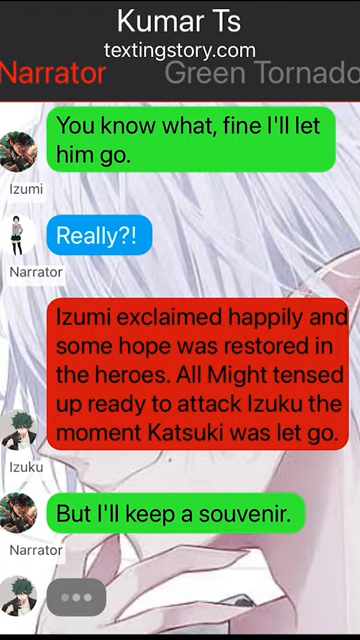 Kumar Ts
textingstory.com
Narrator Green Tornado
You know what, fine I'll let
him go.
Izumi
Really?!
Narrator
Izumi exclaimed happily and
some hope was restored in
the heroes. All Might tensed
up ready to attack Izuku the
moment Katsuki was let go.
Izuku
But I'll keep a souvenir.
Narrator